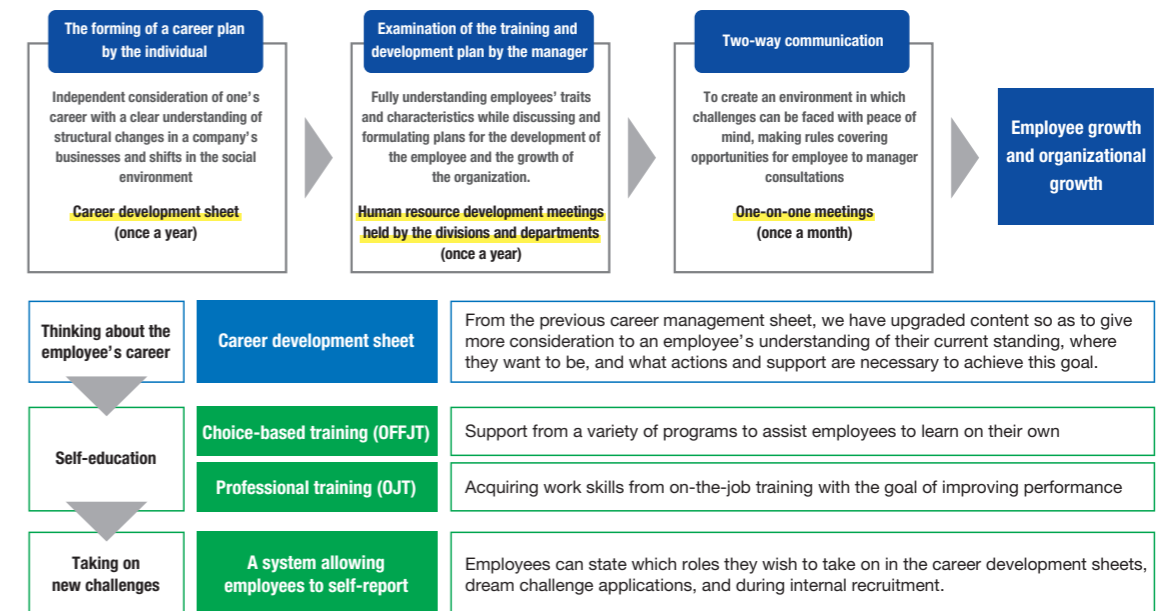 The forming of a career plan
by the individual
Independent consideration of one's
career with a clear understanding of
structural changes in a company's
businesses and shifts in the social
environment
Career development sheet
(once a year)
Examination of the training and
development plan by the manager
Fully understanding employees' traits
and characteristics while discussing and
formulating plans for the development of
the employee and the growth of
the organization.
Human resource development meetings
held by the divisions and departments
(once a year)
Two-way communication
To create an environment in which
challenges can be faced with peace of
mind, making rules covering
opportunities for employee to manager
consultations
One-on-one meetings
(once a month)
Employee growth
and organizational
growth
Thinking about the
employee's career
Career development sheet
From the previous career management sheet, we have upgraded content so as to give
more consideration to an employee's understanding of their current standing, where
they want to be, and what actions and support are necessary to achieve this goal.
Self-education
Choice-based training (OFFJT)
Support from a variety of programs to assist employees to learn on their own
Professional training (OJT)
Acquiring work skills from on-the-job training with the goal of improving performance
Taking on
new challenges
A system allowing
employees to self-report
Employees can state which roles they wish to take on in the career development sheets,
dream challenge applications, and during internal recruitment.